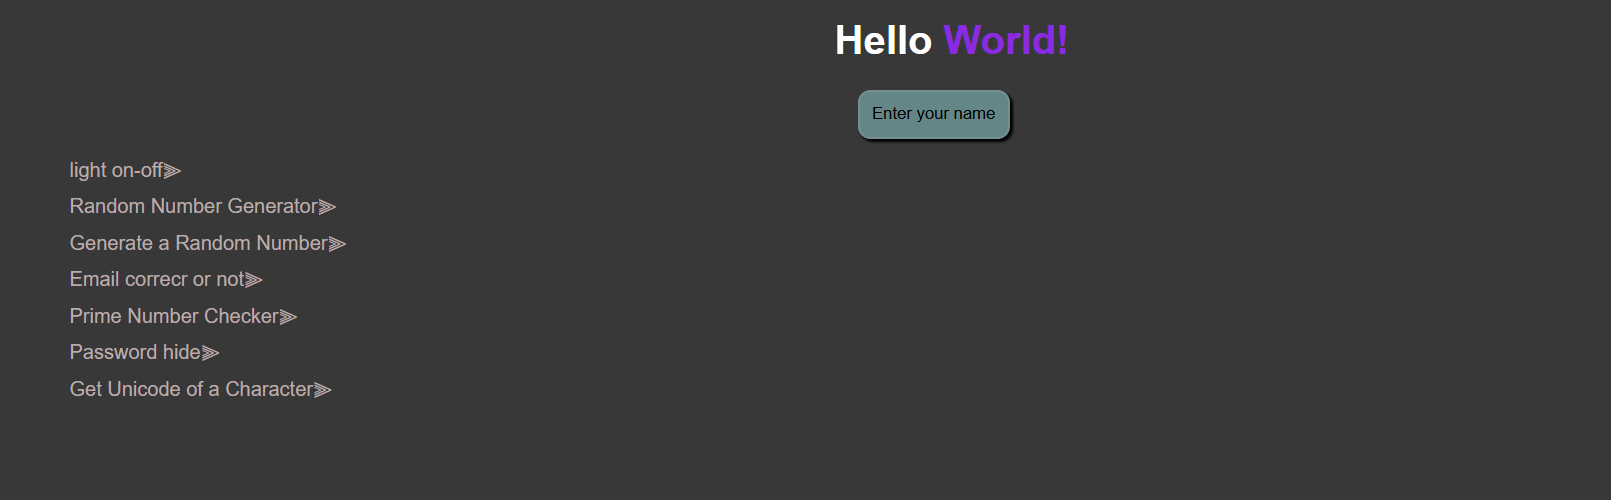 Hello World!
Enter your name
light on-off⫸
Random Number Generator⫸
Generate a Random Number⫸
Email correcr or not⫸
Prime Number Checker⫸
Password hide⫸
Get Unicode of a Character⫸